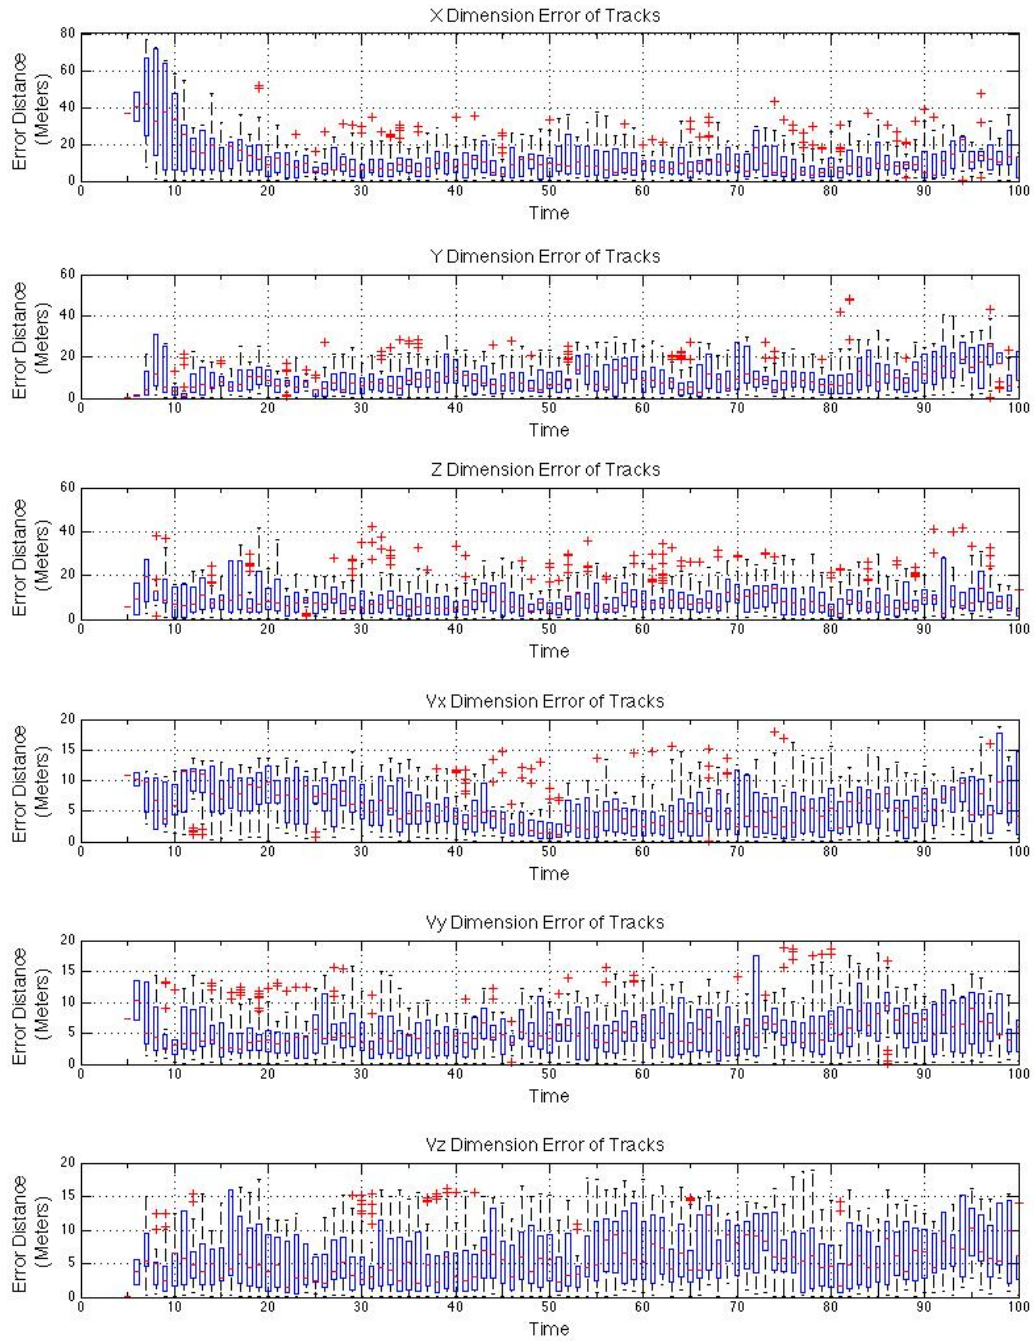 X Dimension Error of Tracks
Error Distance
(Meters)
80
60
40
20
0
0 10 20 30 40 50 60 70 80 90 100
Time
Y Dimension Error of Tracks
Error Distance
(Meters)
60
40
20
0
0 10 20 30 40 50 60 70 80 90 100
Time
Z Dimension Error of Tracks
Error Distance
(Meters)
60
40
20
0
0 10 20 30 40 50 60 70 80 90 100
Time
Vx Dimension Error of Tracks
Error Distance
(Meters)
20
15
10
5
0
0 10 20 30 40 50 60 70 80 90 100
Time
Vy Dimension Error of Tracks
Error Distance
(Meters)
20
15
10
5
0
0 10 20 30 40 50 60 70 80 90 100
Time
Vz Dimension Error of Tracks
Error Distance
(Meters)
20
15
10
5
0
0 10 20 30 40 50 60 70 80 90 100
Time